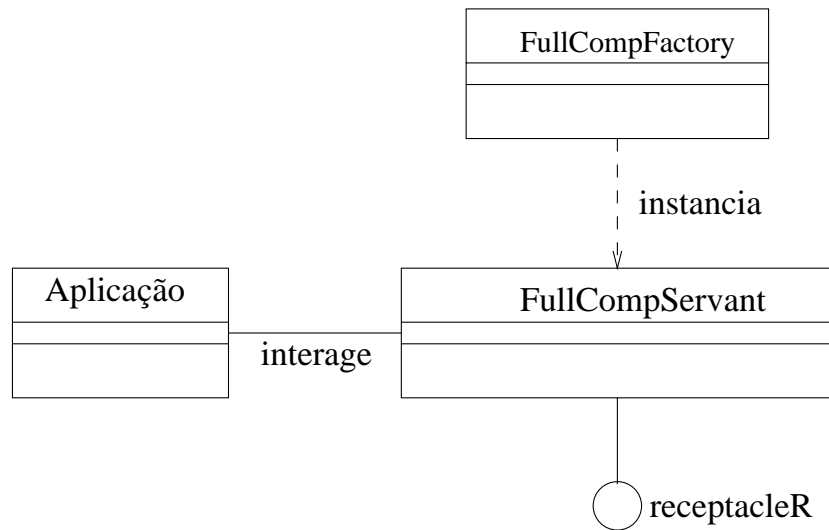 FullCompFactory
instancia
Aplicação
FullCompServant
interage
receptacleR